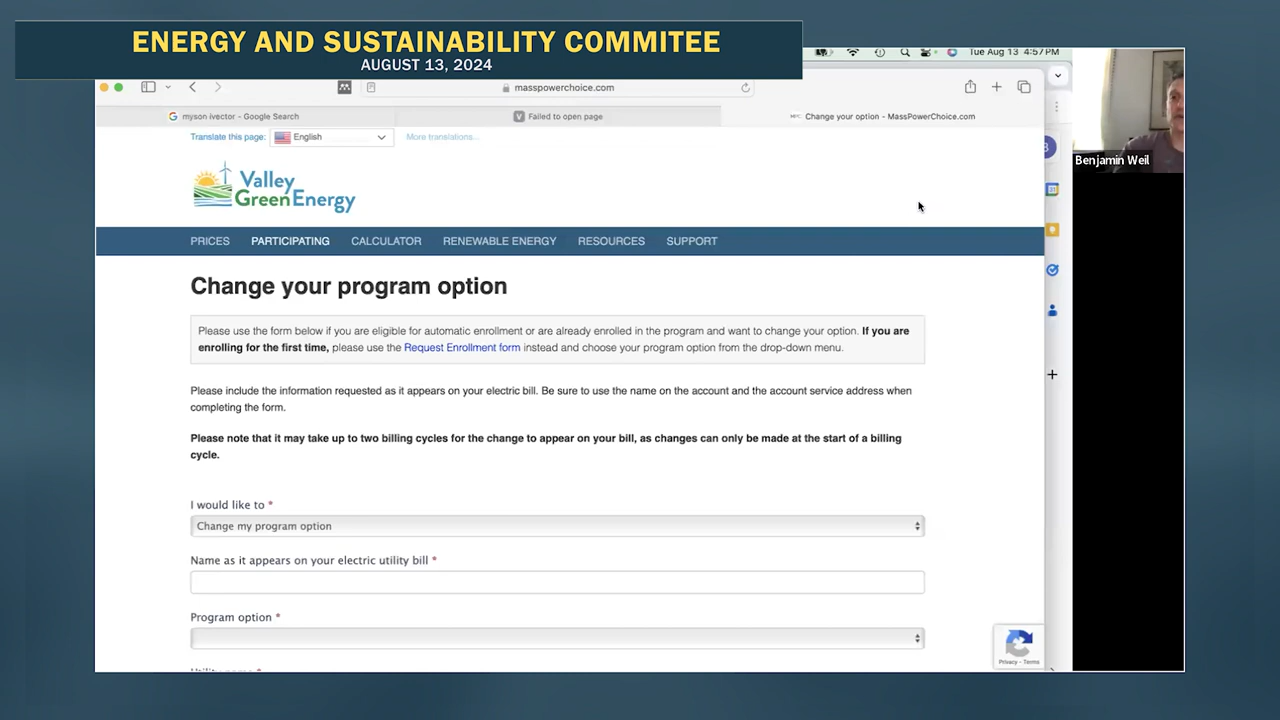 ENERGY AND SUSTAINABILITY COMMITEE
AUGUST 13, 2024
Tue Aug 13 4:57PM
masspowerchoice.com
myson ivector - Google Search
Failed to open page
MPC Change your option - MassPowerChoice.com
Translate this page: English More translations...
Valley
GreenEnergy
Benjamin Weil
PRICES PARTICIPATING CALCULATOR RENEWABLE ENERGY RESOURCES SUPPORT
Change your program option
Please use the form below if you are eligible for automatic enrollment or are already enrolled in the program and want to change your option. If you are
enrolling for the first time, please use the Request Enrollment form instead and choose your program option from the drop-down menu.
Please include the information requested as it appears on your electric bill. Be sure to use the name on the account and the account service address when
completing the form.
Please note that it may take up to two billing cycles for the change to appear on your bill, as changes can only be made at the start of a billing
cycle.
I would like to *
Change my program option
Name as it appears on your electric utility bill *
Program option *
Privacy - Terms